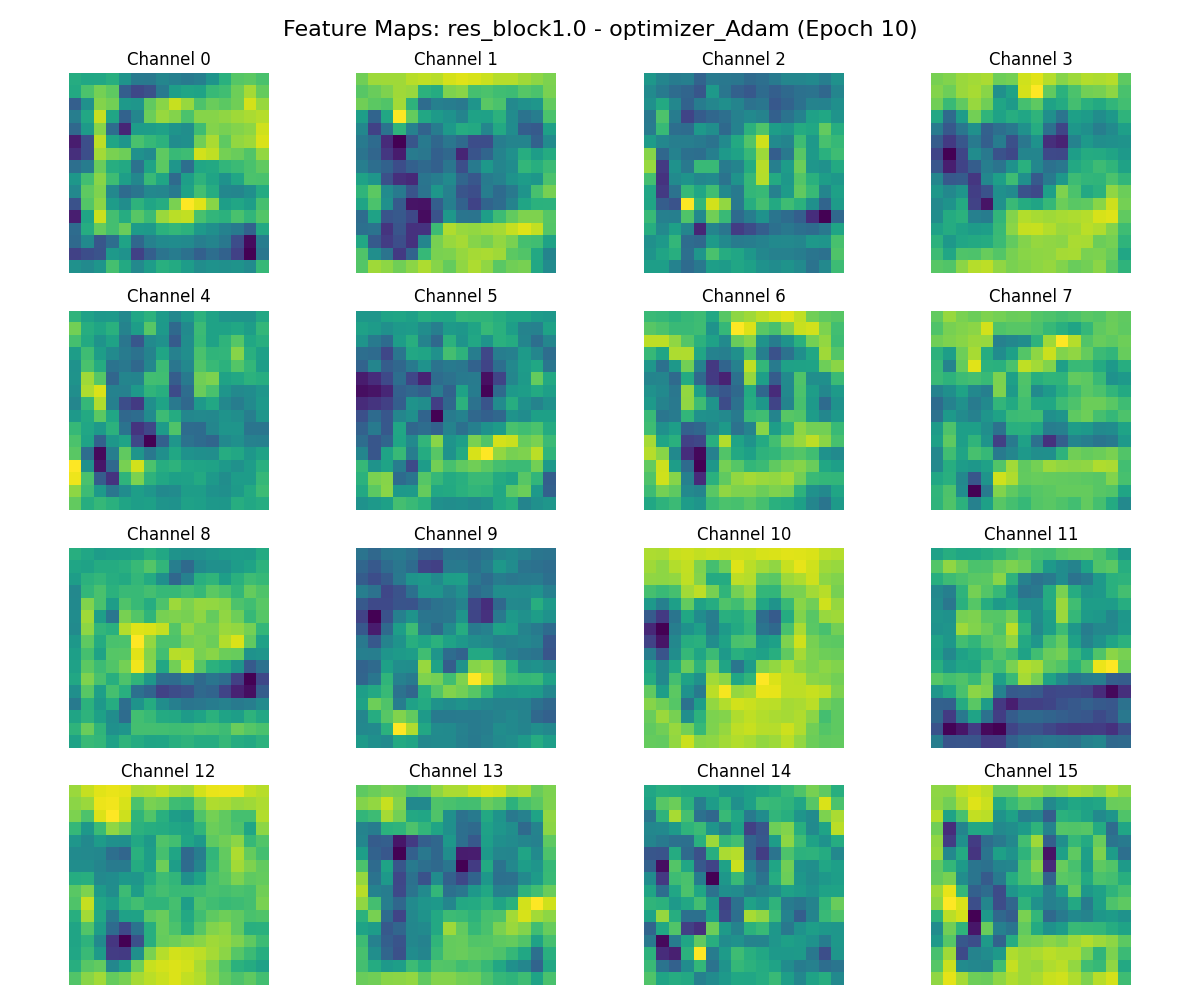 Feature Maps: res_block1.0 - optimizer_Adam (Epoch 10)
Channel 0
Channel 1
Channel 2
Channel 3
Channel 4
Channel 5
Channel 6
Channel 7
Channel 8
Channel 9
Channel 10
Channel 11
Channel 12
Channel 13
Channel 14
Channel 15